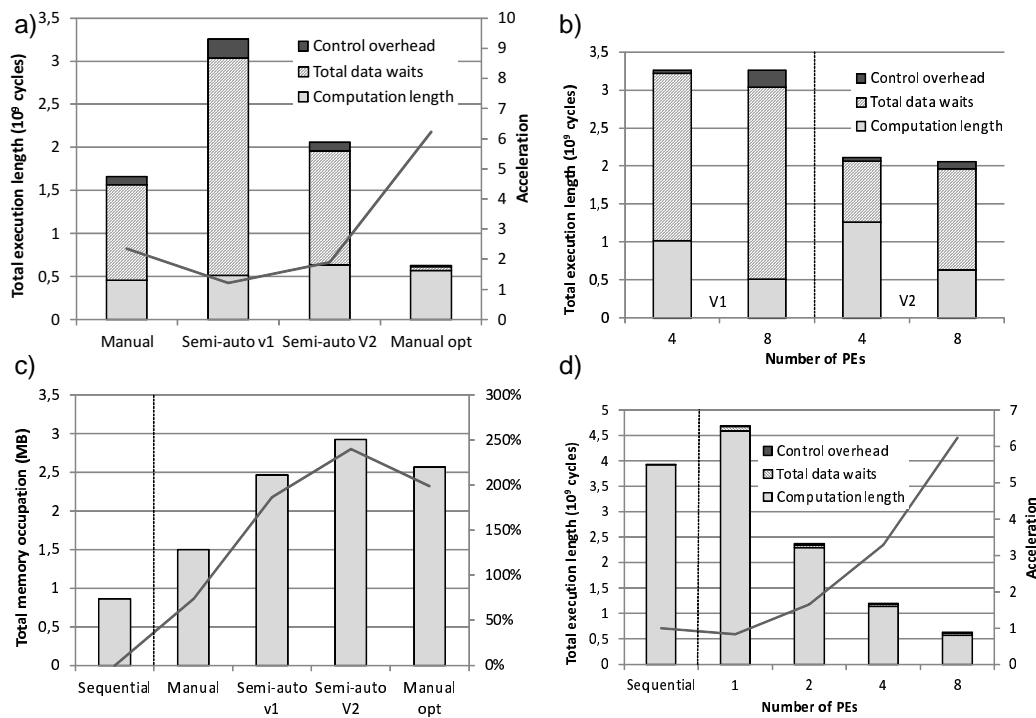 a)
3,5
3
2,5
2
1,5
1
0,5
0
Total execution length (10⁹ cycles)
10
9
8
7
6
5
4
3
2
1
0
Acceleration
Control overhead
Total data waits
Computation length
Manual
Semi-auto v1
Semi-auto V2
Manual opt
b)
3,5
3
2,5
2
1,5
1
0,5
0
Total execution length (10⁹ cycles)
Control overhead
Total data waits
Computation length
V1
V2
4
8
4
8
Number of PEs
c)
3,5
3
2,5
2
1,5
1
0,5
0
Total memory occupation (MB)
300%
250%
200%
150%
100%
50%
0%
Sequential
Manual
Semi-auto
v1
Semi-auto
V2
Manual
opt
d)
5
4,5
4
3,5
3
2,5
2
1,5
1
0,5
0
Total execution length (10⁹ cycles)
7
6
5
4
3
2
1
0
Acceleration
Control overhead
Total data waits
Computation length
Sequential
1
2
4
8
Number of PEs